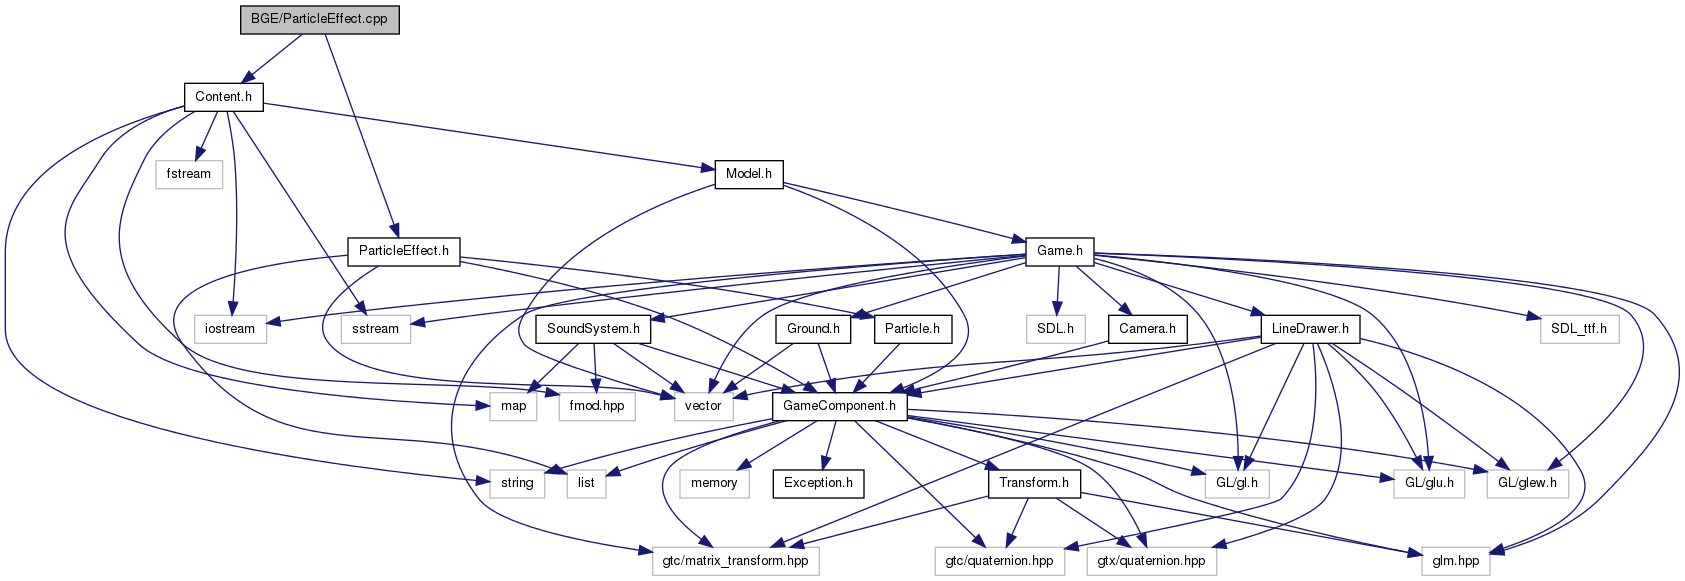 BGE/ParticleEffect.cpp
Content.h
fstream
Model.h
ParticleEffect.h
Game.h
iostream
sstream
SoundSystem.h
Ground.h
Particle.h
SDL.h
Camera.h
LineDrawer.h
SDL_ttf.h
map
fmod.hpp
vector
GameComponent.h
string
list
memory
Exception.h
Transform.h
GL/gl.h
GL/glu.h
GL/glew.h
gtc/matrix_transform.hpp
gtc/quaternion.hpp
gtx/quaternion.hpp
glm.hpp